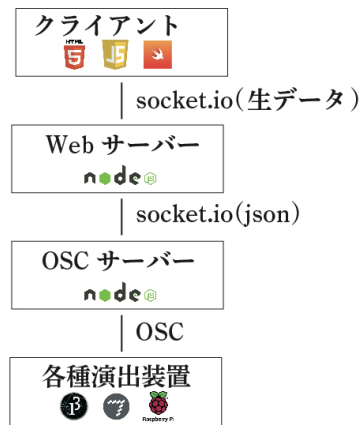 クライアント
HTML
5
JS
socket.io(生データ)
Web サーバー
node
JS
socket.io(json)
OSC サーバー
node
JS
OSC
各種演出装置
Raspberry Pi